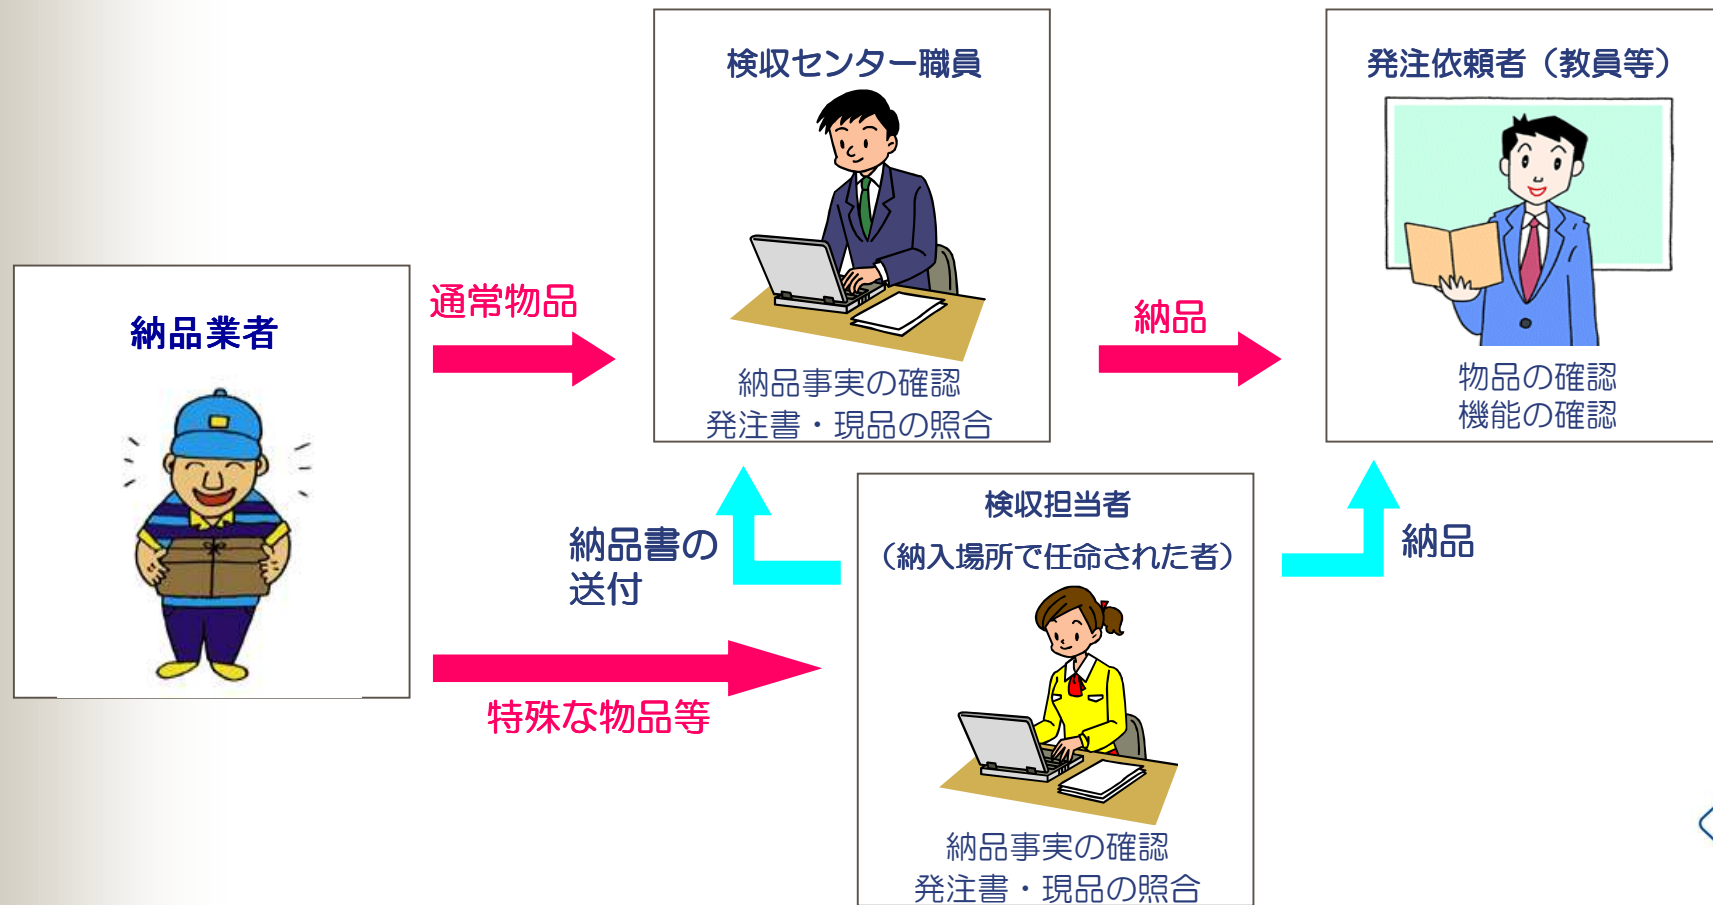 納品業者
通常物品
検収センター職員
納品事実の確認
発注書・現品の照合
納品
発注依頼者（教員等）
物品の確認
機能の確認
納品書の
送付
特殊な物品等
検収担当者
（納入場所で任命された者）
納品事実の確認
発注書・現品の照合
納品